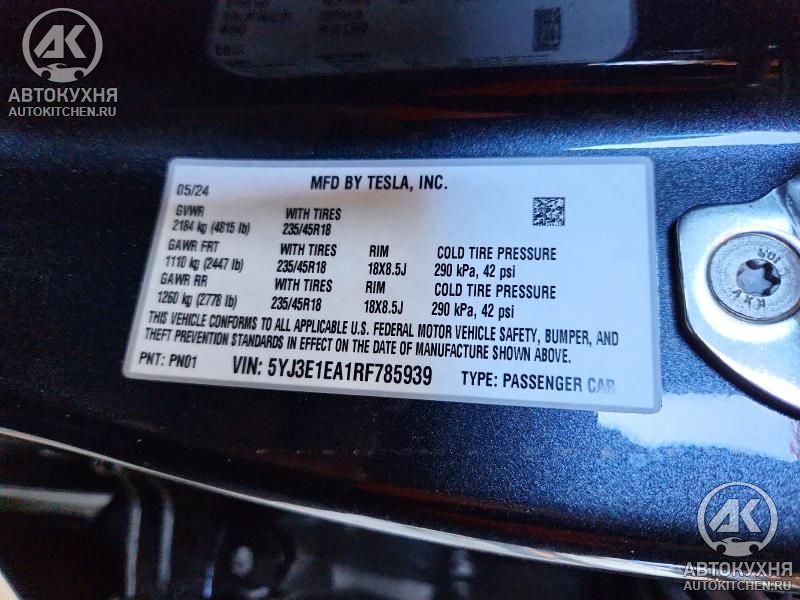 АК
АВТОКУХНЯ
AUTOKITCHEN.RU
MFD BY TESLA, INC.
05/24
GVWR WITH TIRES
2184 kg (4815 lb) 235/45R18
GAWR FRT WITH TIRES RIM COLD TIRE PRESSURE
1110 kg (2447 lb) 235/45R18 18X8.5J 290 kPa, 42 psi
GAWR RR WITH TIRES RIM COLD TIRE PRESSURE
1260 kg (2778 lb) 235/45R18 18X8.5J 290 kPa, 42 psi
THIS VEHICLE CONFORMS TO ALL APPLICABLE U.S. FEDERAL MOTOR VEHICLE SAFETY, BUMPER, AND
THEFT PREVENTION STANDARDS IN EFFECT ON THE DATE OF MANUFACTURE SHOWN ABOVE.
PNT: PN01 VIN: 5YJ3E1EA1RF785939 TYPE: PASSENGER CAR
АК
АВТОКУХНЯ
AUTOKITCHEN.RU